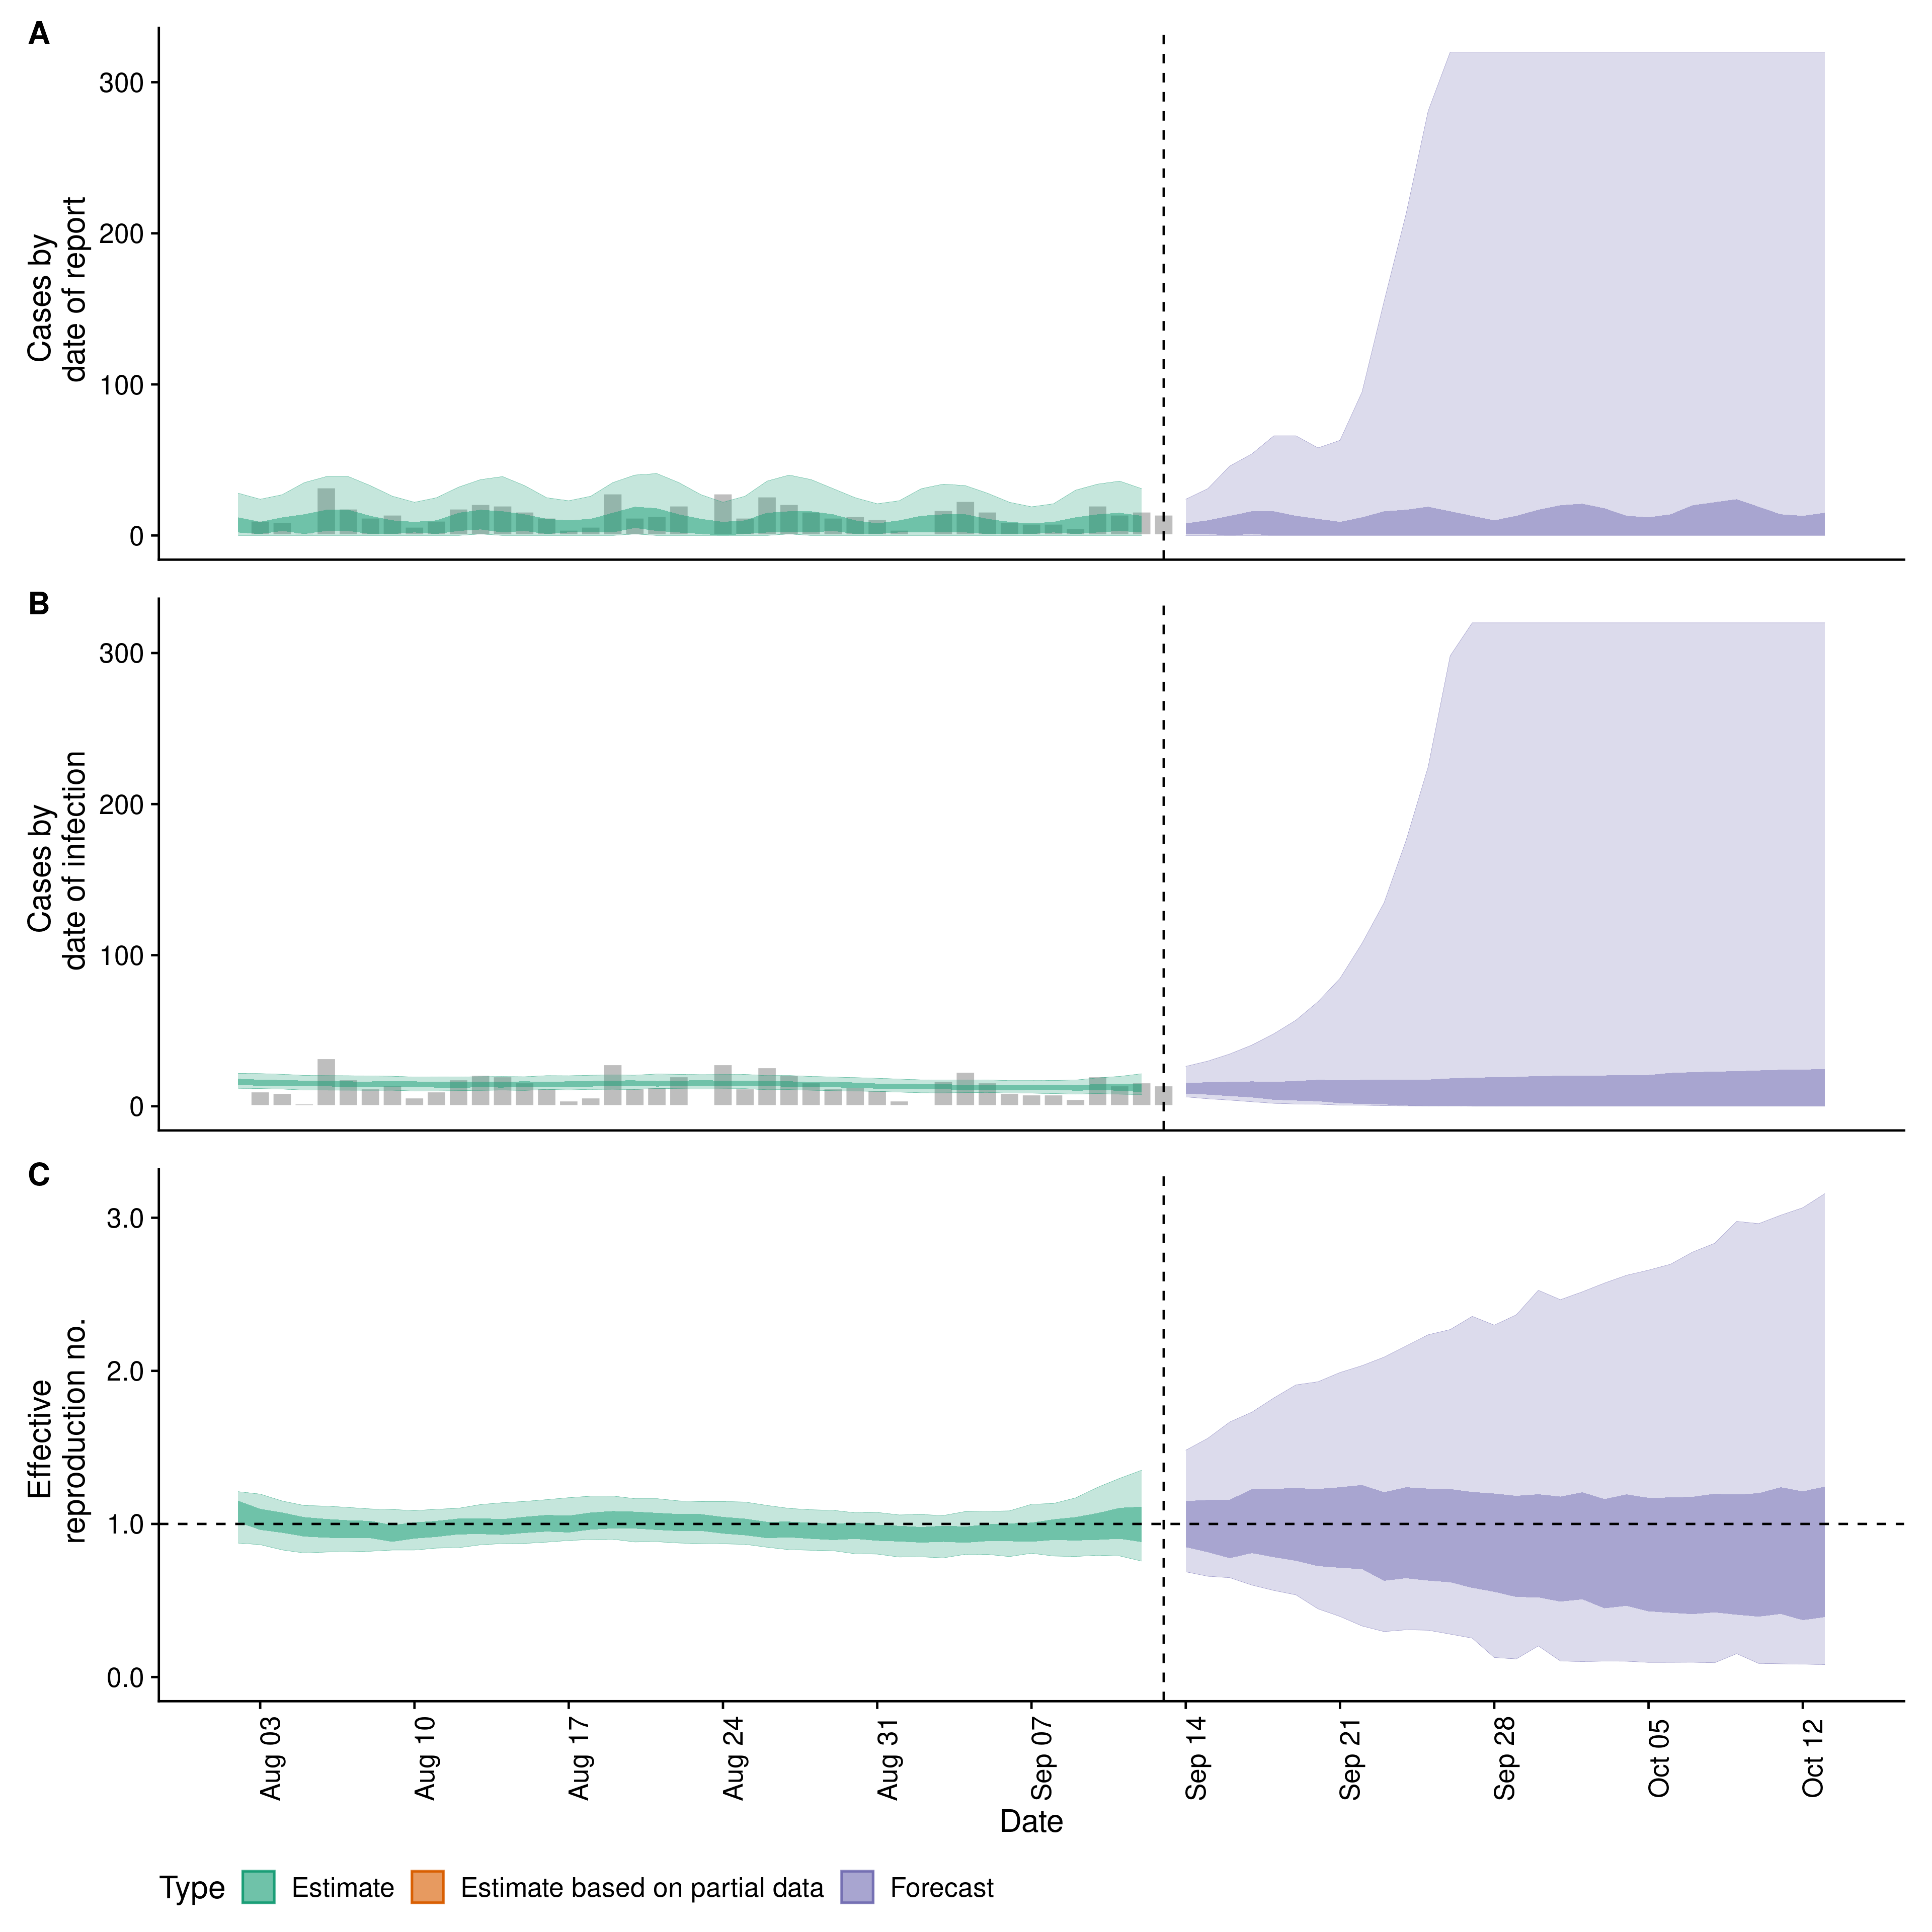 A
Cases by
date of report
300
200
100
0
B
Cases by
date of infection
300
200
100
0
C
Effective
reproduction no.
3.0
2.0
1.0
0.0
Aug 03
Aug 10
Aug 17
Aug 24
Aug 31
Sep 07
Sep 14
Sep 21
Sep 28
Oct 05
Oct 12
Date
Type Estimate Estimate based on partial data Forecast